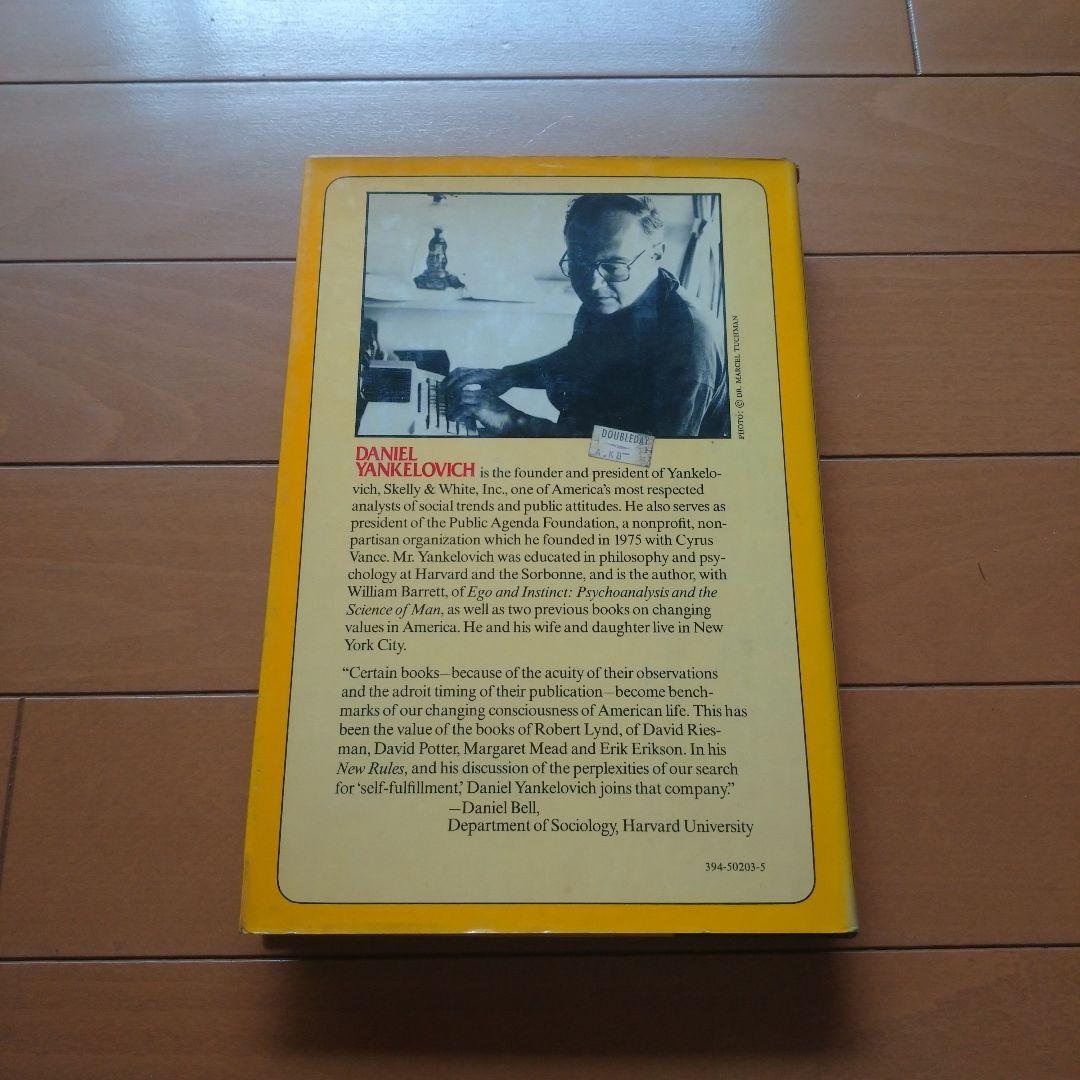 PHOTO: © DR. MARCEL TUCHMAN
DOUBLEDAY
DANIEL
YANKELOVICH is the founder and president of Yankelo-
vich, Skelly & White, Inc., one of America's most respected
analysts of social trends and public attitudes. He also serves as
president of the Public Agenda Foundation, a nonprofit, non-
partisan organization which he founded in 1975 with Cyrus
Vance. Mr. Yankelovich was educated in philosophy and psy-
chology at Harvard and the Sorbonne, and is the author, with
William Barrett, of Ego and Instinct: Psychoanalysis and the
Science of Man, as well as two previous books on changing
values in America. He and his wife and daughter live in New
York City.
“Certain books—because of the acuity of their observations
and the adroit timing of their publication—become bench-
marks of our changing consciousness of American life. This has
been the value of the books of Robert Lynd, of David Ries-
man, David Potter, Margaret Mead and Erik Erikson. In his
New Rules, and his discussion of the perplexities of our search
for ‘self-fulfillment,’ Daniel Yankelovich joins that company.”
—Daniel Bell,
Department of Sociology, Harvard University
394-50203-5